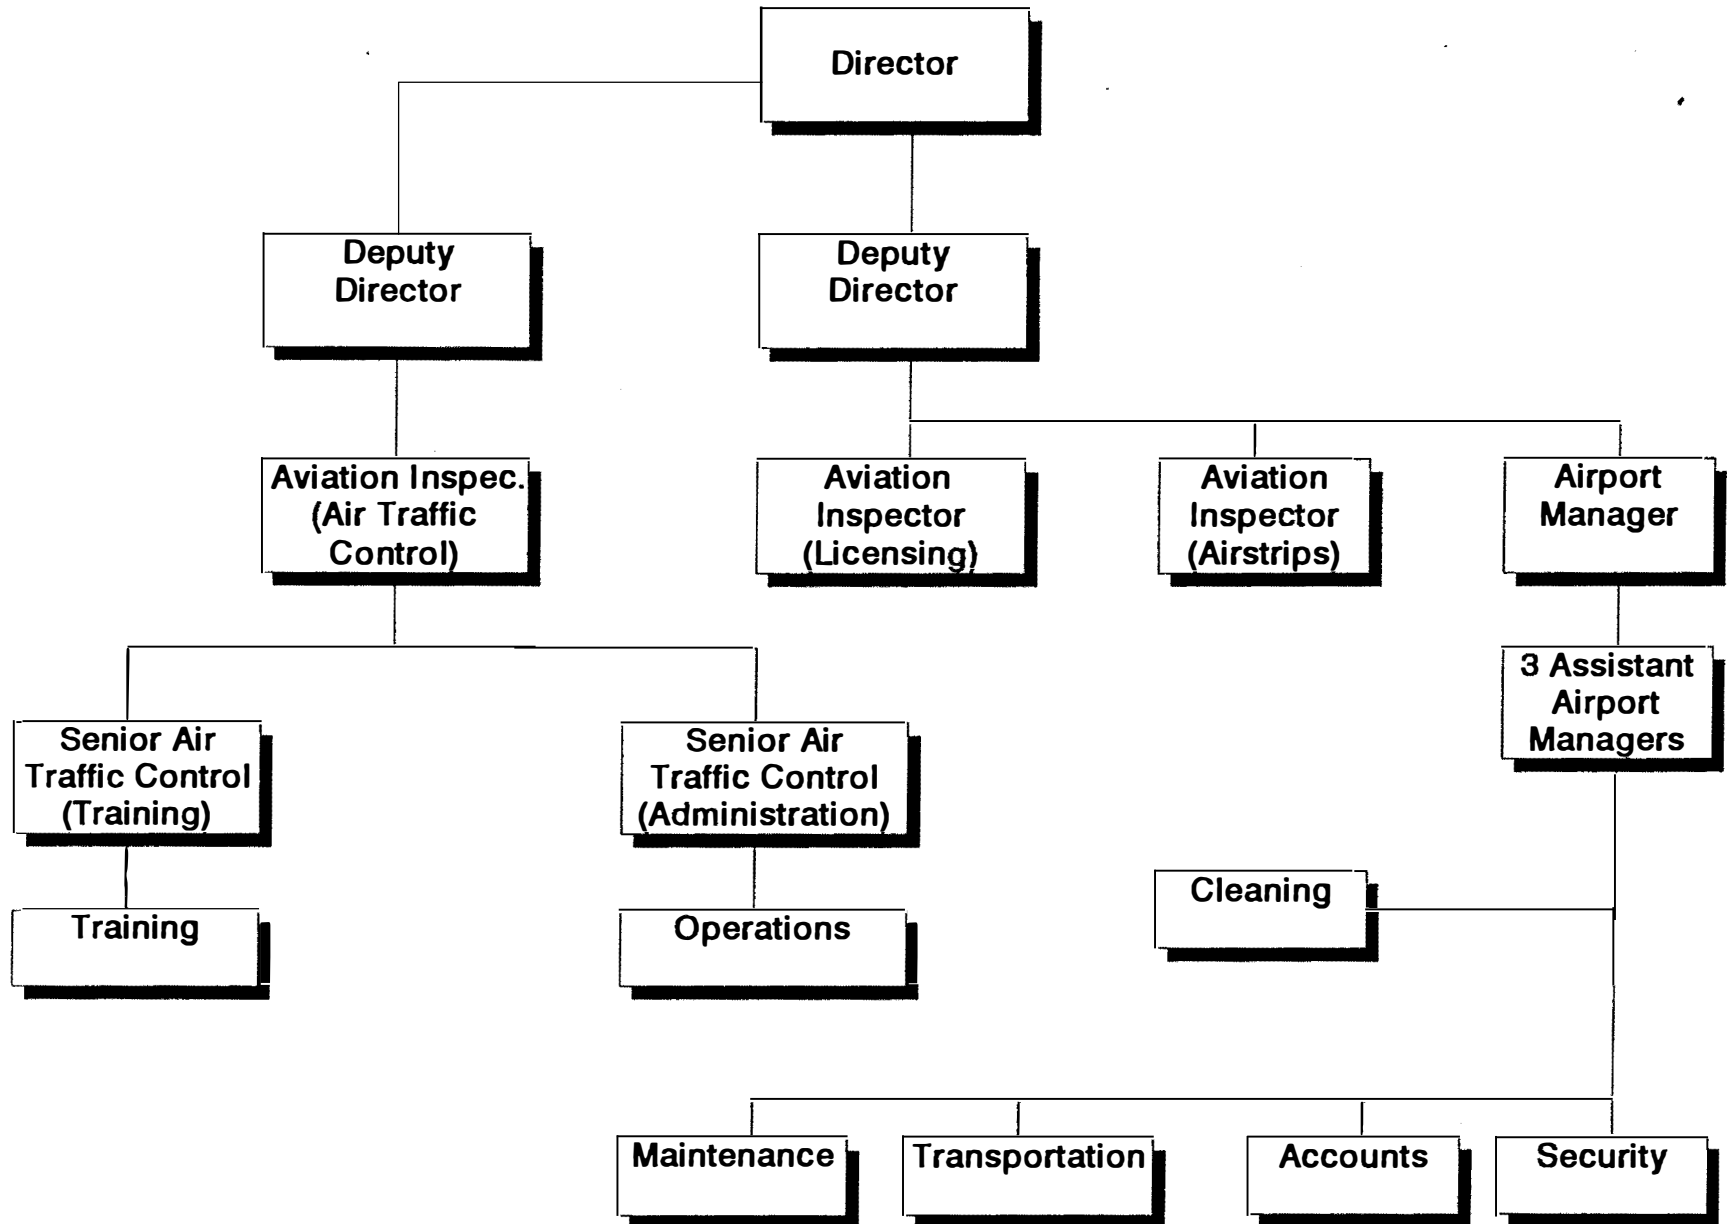 Director
Deputy
Director
Deputy
Director
Aviation Inspec.
(Air Traffic
Control)
Aviation
Inspector
(Licensing)
Aviation
Inspector
(Airstrips)
Airport
Manager
3 Assistant
Airport
Managers
Senior Air
Traffic Control
(Training)
Senior Air
Traffic Control
(Administration)
Cleaning
Training
Operations
Maintenance
Transportation
Accounts
Security